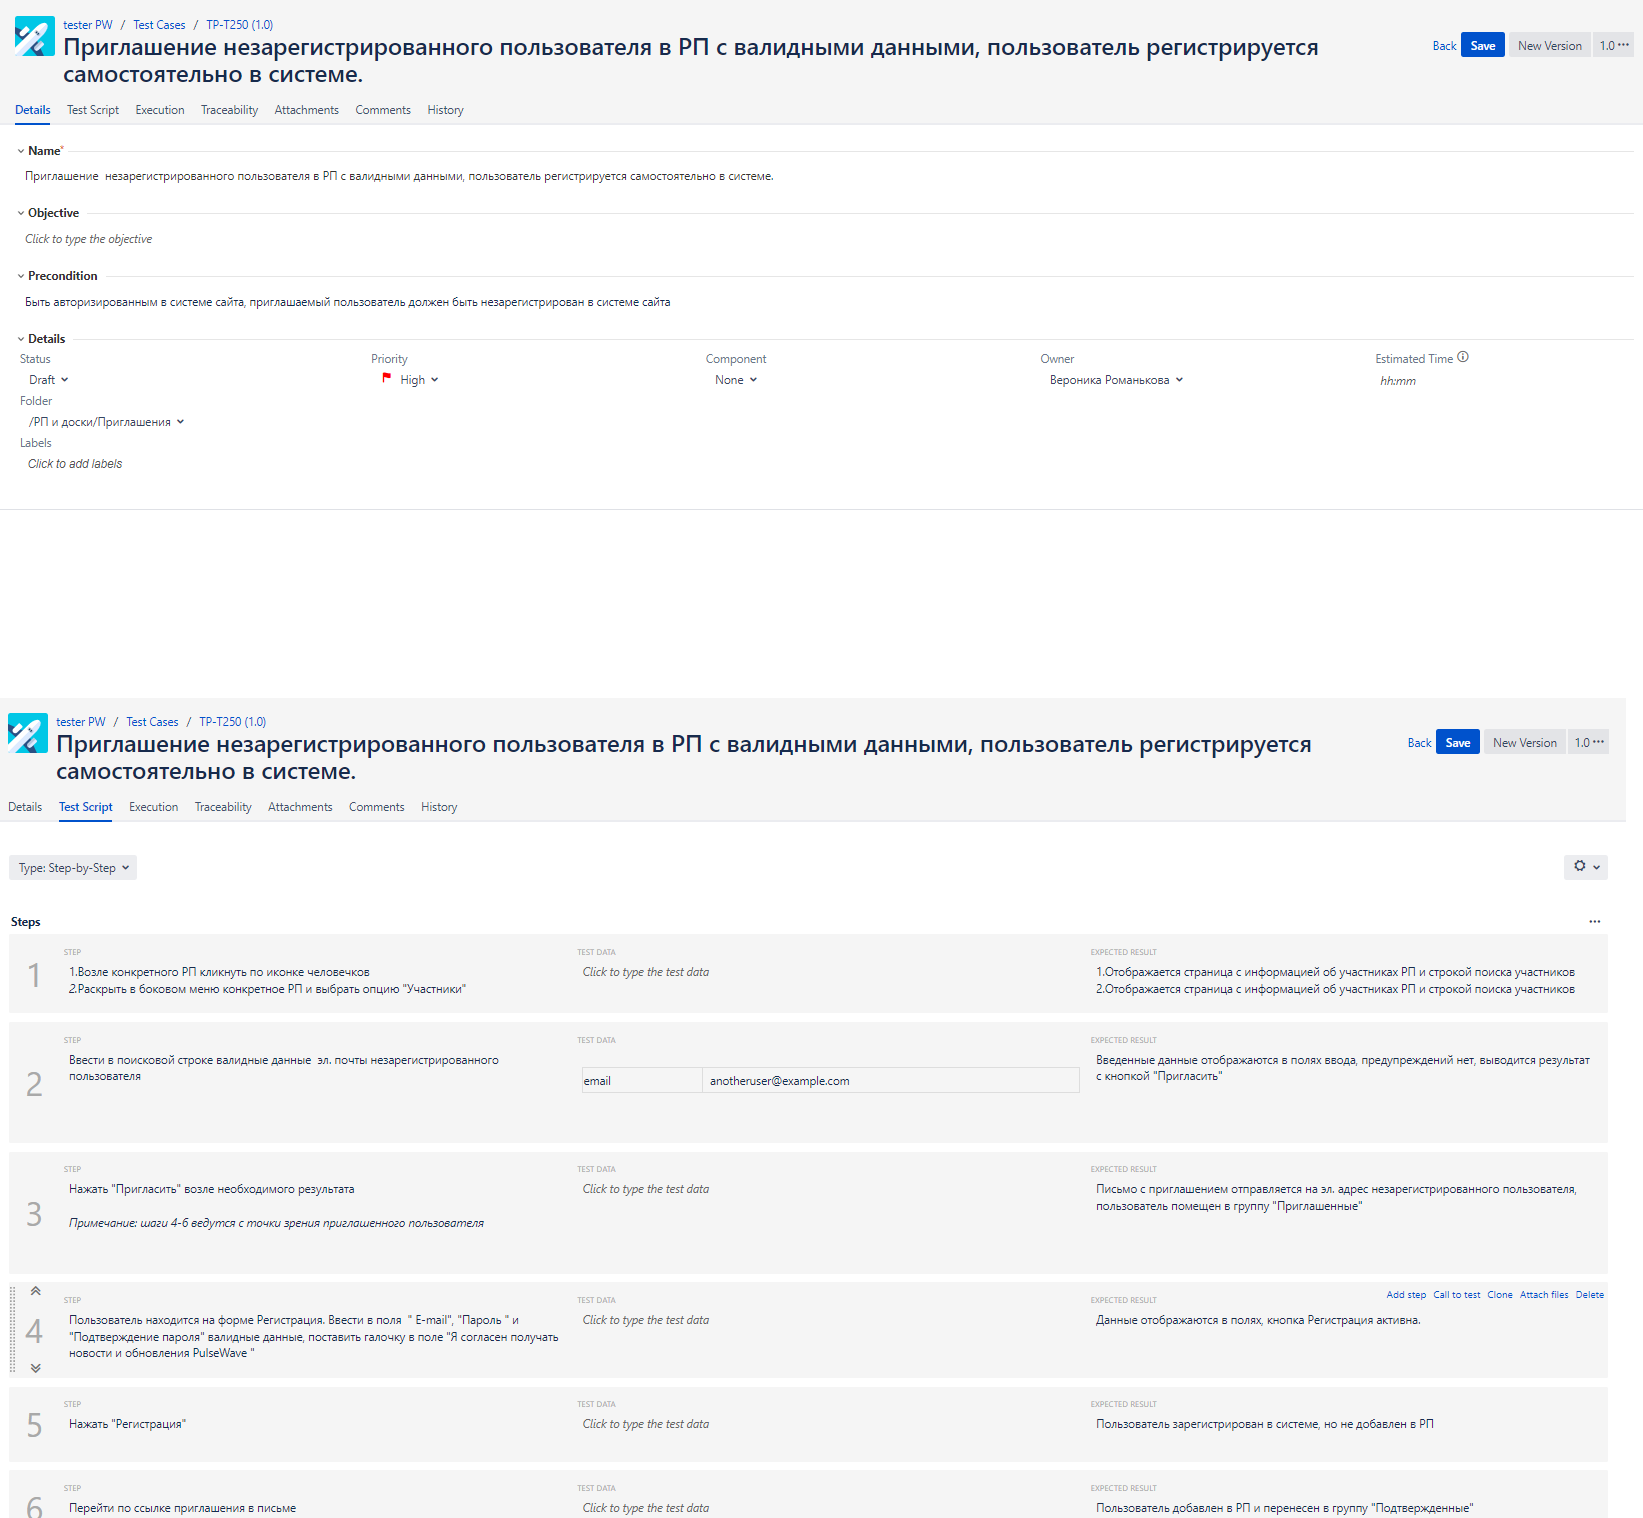 tester PW / Test Cases / TP-T250 (1.0)
Приглашение незарегистрированного пользователя в РП с валидными данными, пользователь регистрируется
самостоятельно в системе.
Back Save New Version 1.0 ···
Details Test Script Execution Traceability Attachments Comments History
Name*
Приглашение  незарегистрированного пользователя в РП с валидными данными, пользователь регистрируется самостоятельно в системе.
Objective
Click to type the objective
Precondition
Быть авторизированным в системе сайта, приглашаемый пользователь должен быть незарегистрирован в системе сайта
Details
Status Priority Component Owner Estimated Time
Draft High None Вероника Романькова hh:mm
Folder
/РП и доски/Приглашения
Labels
Click to add labels
tester PW / Test Cases / TP-T250 (1.0)
Приглашение незарегистрированного пользователя в РП с валидными данными, пользователь регистрируется
самостоятельно в системе.
Back Save New Version 1.0 ···
Details Test Script Execution Traceability Attachments Comments History
Type: Step-by-Step
Steps
1
STEP
1.Возле конкретного РП кликнуть по иконке человечков
2.Раскрыть в боковом меню конкретное РП и выбрать опцию "Участники"
TEST DATA
Click to type the test data
EXPECTED RESULT
1.Отображается страница с информацией об участниках РП и строкой поиска участников
2.Отображается страница с информацией об участниках РП и строкой поиска участников
2
STEP
Ввести в поисковой строке валидные данные  эл. почты незарегистрированного
пользователя
TEST DATA
email anotheruser@example.com
EXPECTED RESULT
Введенные данные отображаются в полях ввода, предупреждений нет, выводится результат
с кнопкой "Пригласить"
3
STEP
Нажать "Пригласить" возле необходимого результата
Примечание: шаги 4-6 ведутся с точки зрения приглашенного пользователя
TEST DATA
Click to type the test data
EXPECTED RESULT
Письмо с приглашением отправляется на эл. адрес незарегистрированного пользователя,
пользователь помещен в группу "Приглашенные"
4
STEP
Пользователь находится на форме Регистрация. Ввести в поля  " E-mail", "Пароль " и
"Подтверждение пароля" валидные данные, поставить галочку в поле "Я согласен получать
новости и обновления PulseWave "
TEST DATA
Click to type the test data
Add step Call to test Clone Attach files Delete
EXPECTED RESULT
Данные отображаются в полях, кнопка Регистрация активна.
5
STEP
Нажать "Регистрация"
TEST DATA
Click to type the test data
EXPECTED RESULT
Пользователь зарегистрирован в системе, но не добавлен в РП
6
STEP
Перейти по ссылке приглашения в письме
TEST DATA
Click to type the test data
EXPECTED RESULT
Пользователь добавлен в РП и перенесен в группу "Подтвержденные"